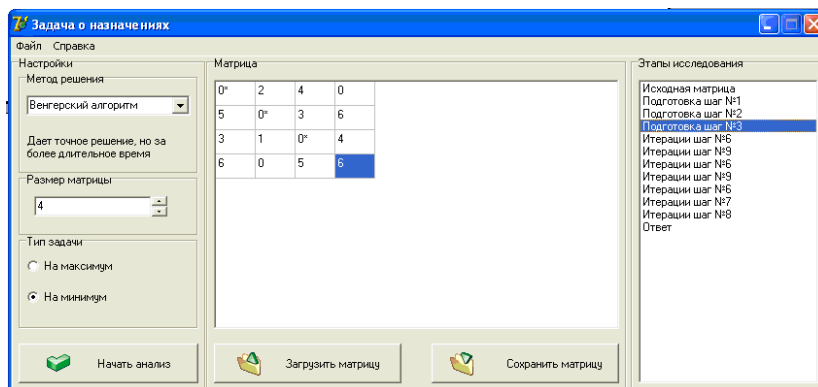 Задача о назначениях
Файл Справка
Настройки
Метод решения
Венгерский алгоритм
Дает точное решение, но за
более длительное время
Размер матрицы
4
Тип задачи
На максимум
На минимум
Начать анализ
Матрица
0* 2 4 0
5 0* 3 6
3 1 0* 4
6 0 5 6
Загрузить матрицу
Сохранить матрицу
Этапы исследования
Исходная матрица
Подготовка шаг №1
Подготовка шаг №2
Подготовка шаг №3
Итерации шаг №6
Итерации шаг №9
Итерации шаг №6
Итерации шаг №9
Итерации шаг №6
Итерации шаг №7
Итерации шаг №8
Ответ